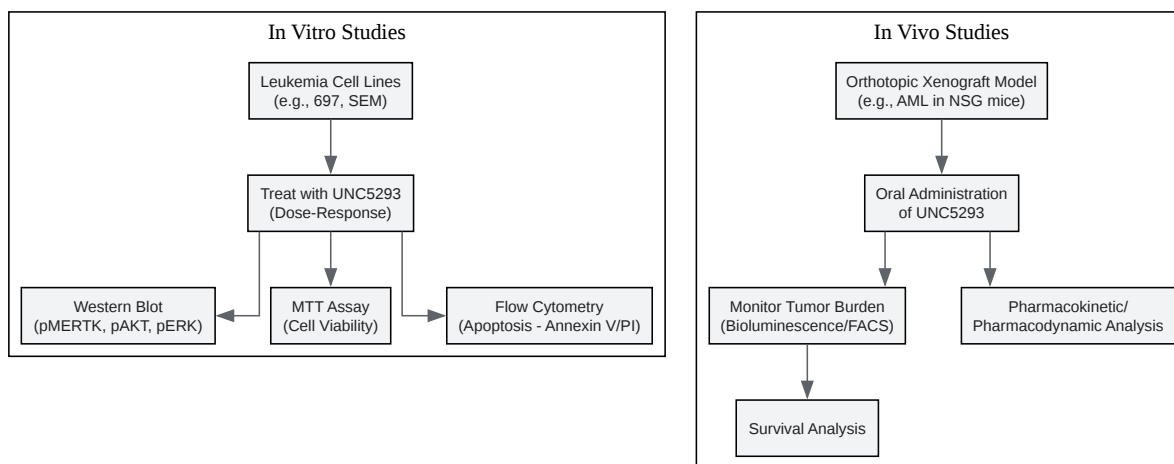 In Vitro Studies
Leukemia Cell Lines
(e.g., 697, SEM)
Treat with UNC5293
(Dose-Response)
Western Blot
(pMERTK, pAKT, pERK)
MTT Assay
(Cell Viability)
Flow Cytometry
(Apoptosis - Annexin V/PI)
In Vivo Studies
Orthotopic Xenograft Model
(e.g., AML in NSG mice)
Oral Administration
of UNC5293
Monitor Tumor Burden
(Bioluminescence/FACS)
Pharmacokinetic/
Pharmacodynamic Analysis
Survival Analysis